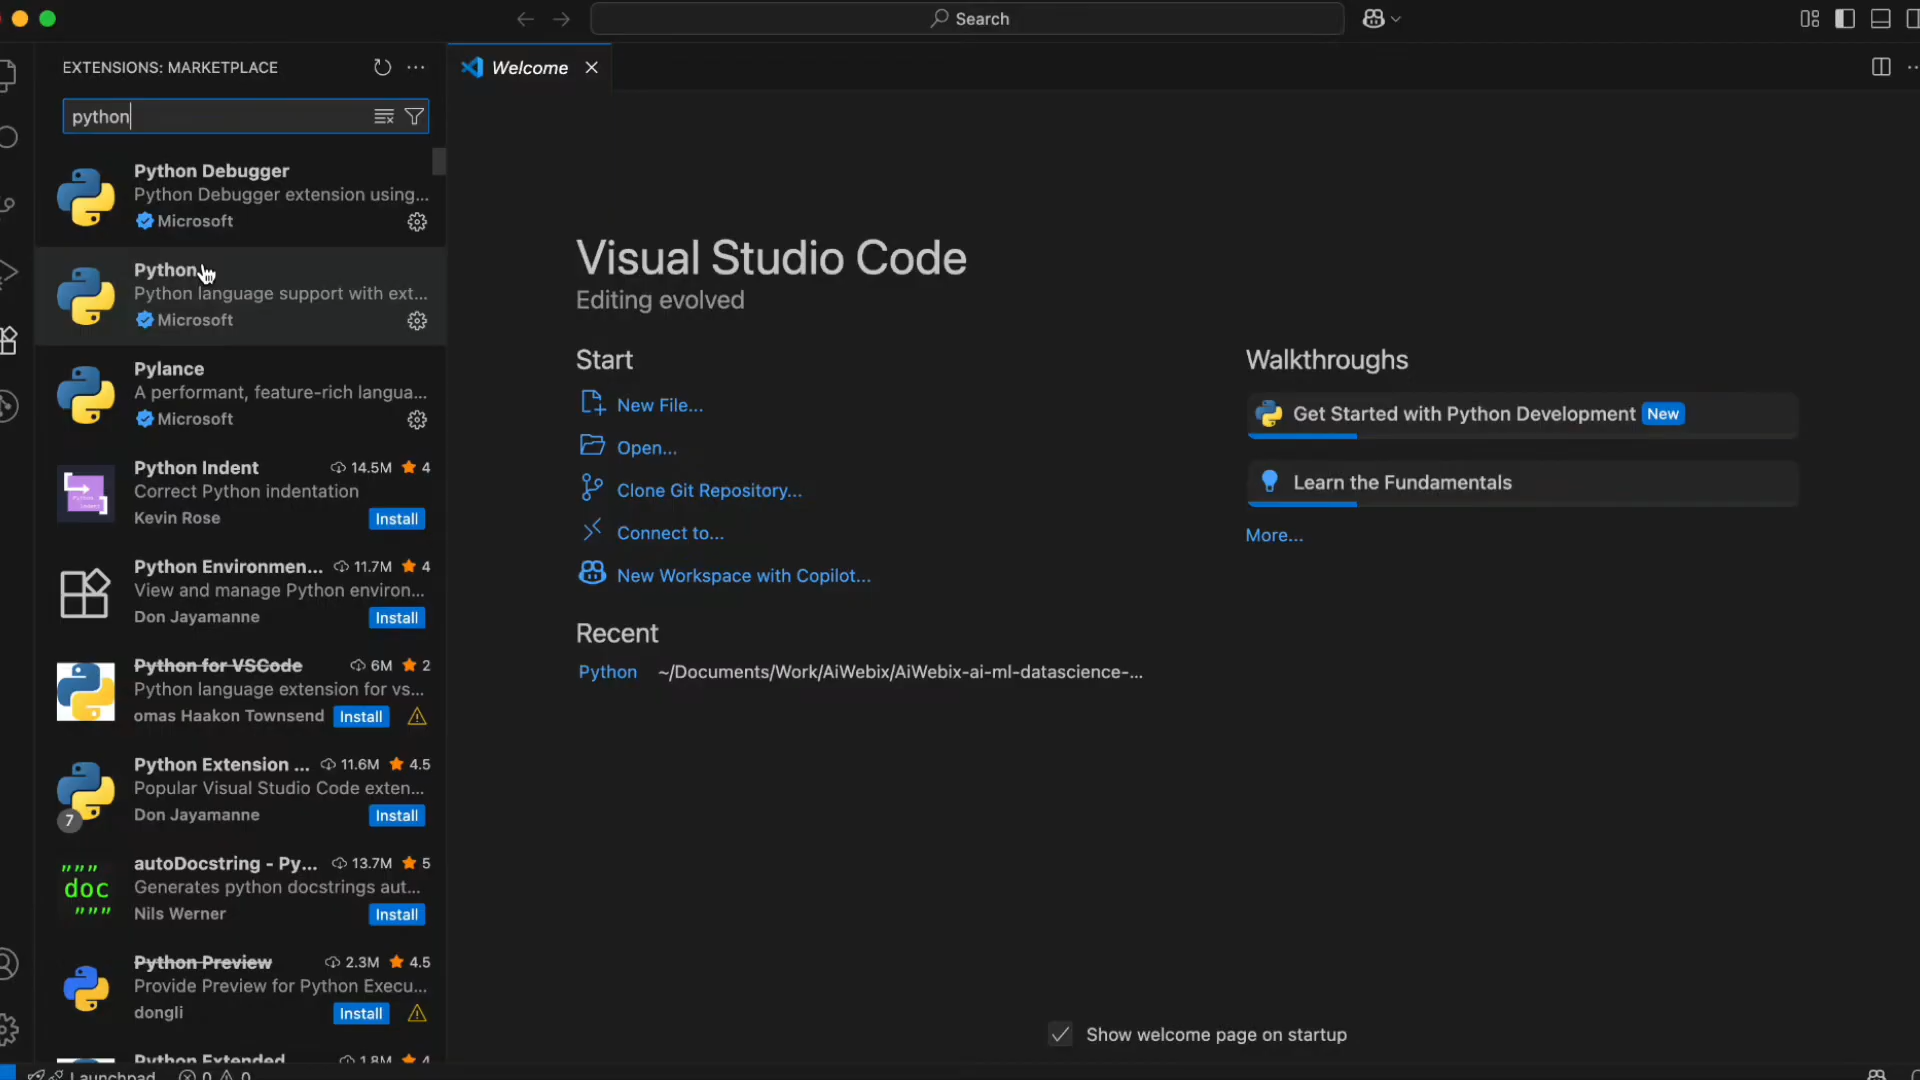 Search
EXTENSIONS: MARKETPLACE
Welcome
python
Python Debugger
Python Debugger extension using...
Microsoft
Python
Python language support with ext...
Microsoft
Pylance
A performant, feature-rich langua...
Microsoft
Python Indent 14.5M 4
Correct Python indentation
Kevin Rose Install
Python Environmen... 11.7M 4
View and manage Python environ...
Don Jayamanne Install
Python for VSCode 6M 2
Python language extension for vs...
omas Haakon Townsend Install
Python Extension ... 11.6M 4.5
Popular Visual Studio Code exten...
7 Don Jayamanne Install
autoDocstring - Py... 13.7M 5
"""
doc
"""
Generates python docstrings aut...
Nils Werner Install
Python Preview 2.3M 4.5
Provide Preview for Python Execu...
dongli Install
Python Extended 1.8M 4
Visual Studio Code
Editing evolved
Start
New File...
Open...
Clone Git Repository...
Connect to...
New Workspace with Copilot...
Recent
Python ~/Documents/Work/AiWebix/AiWebix-ai-ml-datascience-...
Walkthroughs
Get Started with Python Development New
Learn the Fundamentals
More...
Show welcome page on startup
Launchpad 0 0